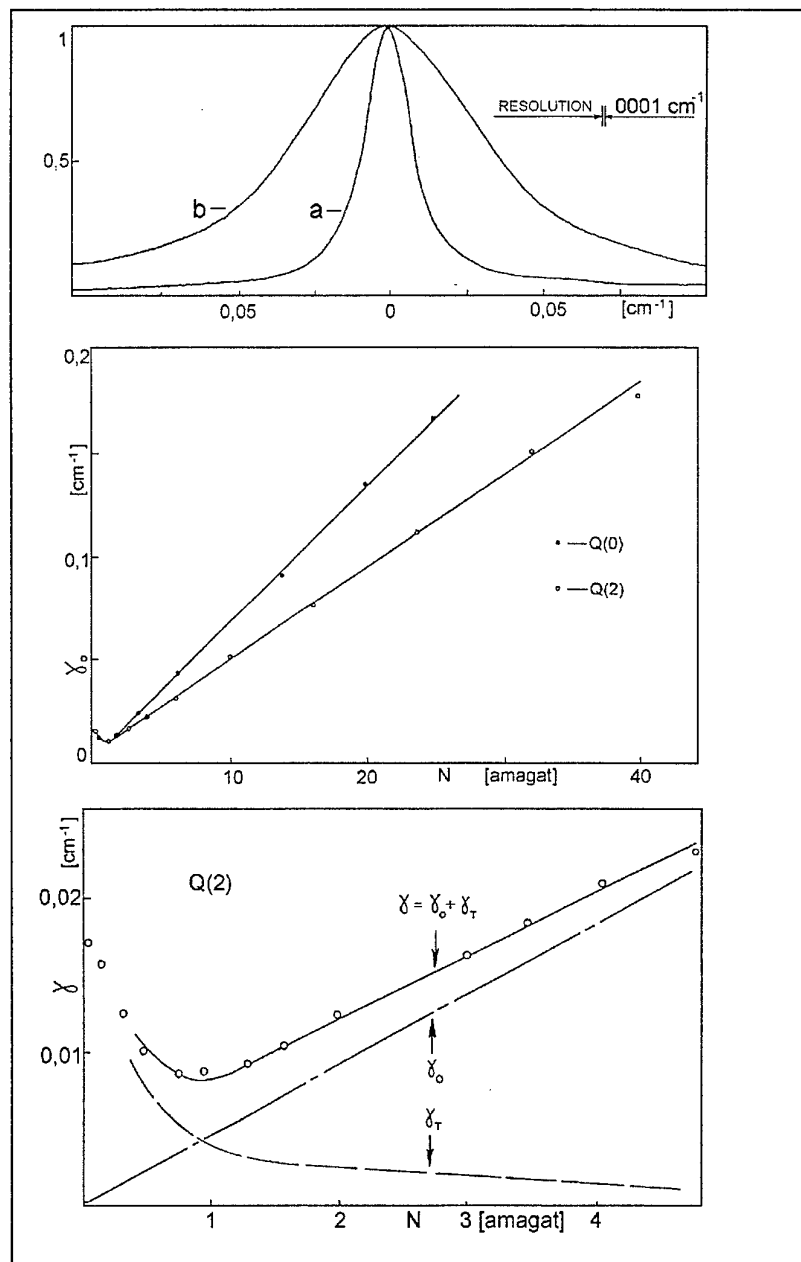 1
RESOLUTION 0001 cm-1
0,5
b
a
0,05 0 0,05 [cm-1]
0,2
[cm-1]
Q(0)
0,1
Q(2)
γ₀
0
10 20 N [amagat] 40
[cm-1]
Q(2)
0,02
γ = γ₀ + γT
γ
0,01
γ₀
γT
1 2 N 3 [amagat] 4